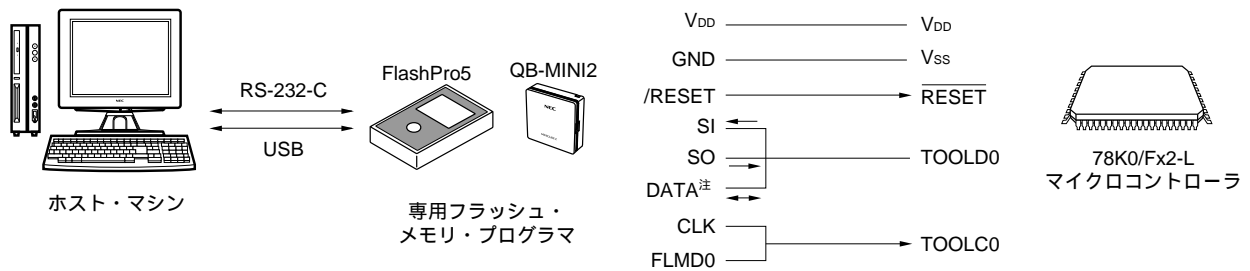 RS-232-C
USB
ホスト・マシン
FlashPro5
QB-MINI2
専用フラッシュ・
メモリ・プログラマ
VDD
VDD
GND
VSS
/RESET
RESET
SI
SO
TOOLD0
DATA注
CLK
TOOLC0
FLMD0
78K0/Fx2-L
マイクロコントローラ
NEC
NEC